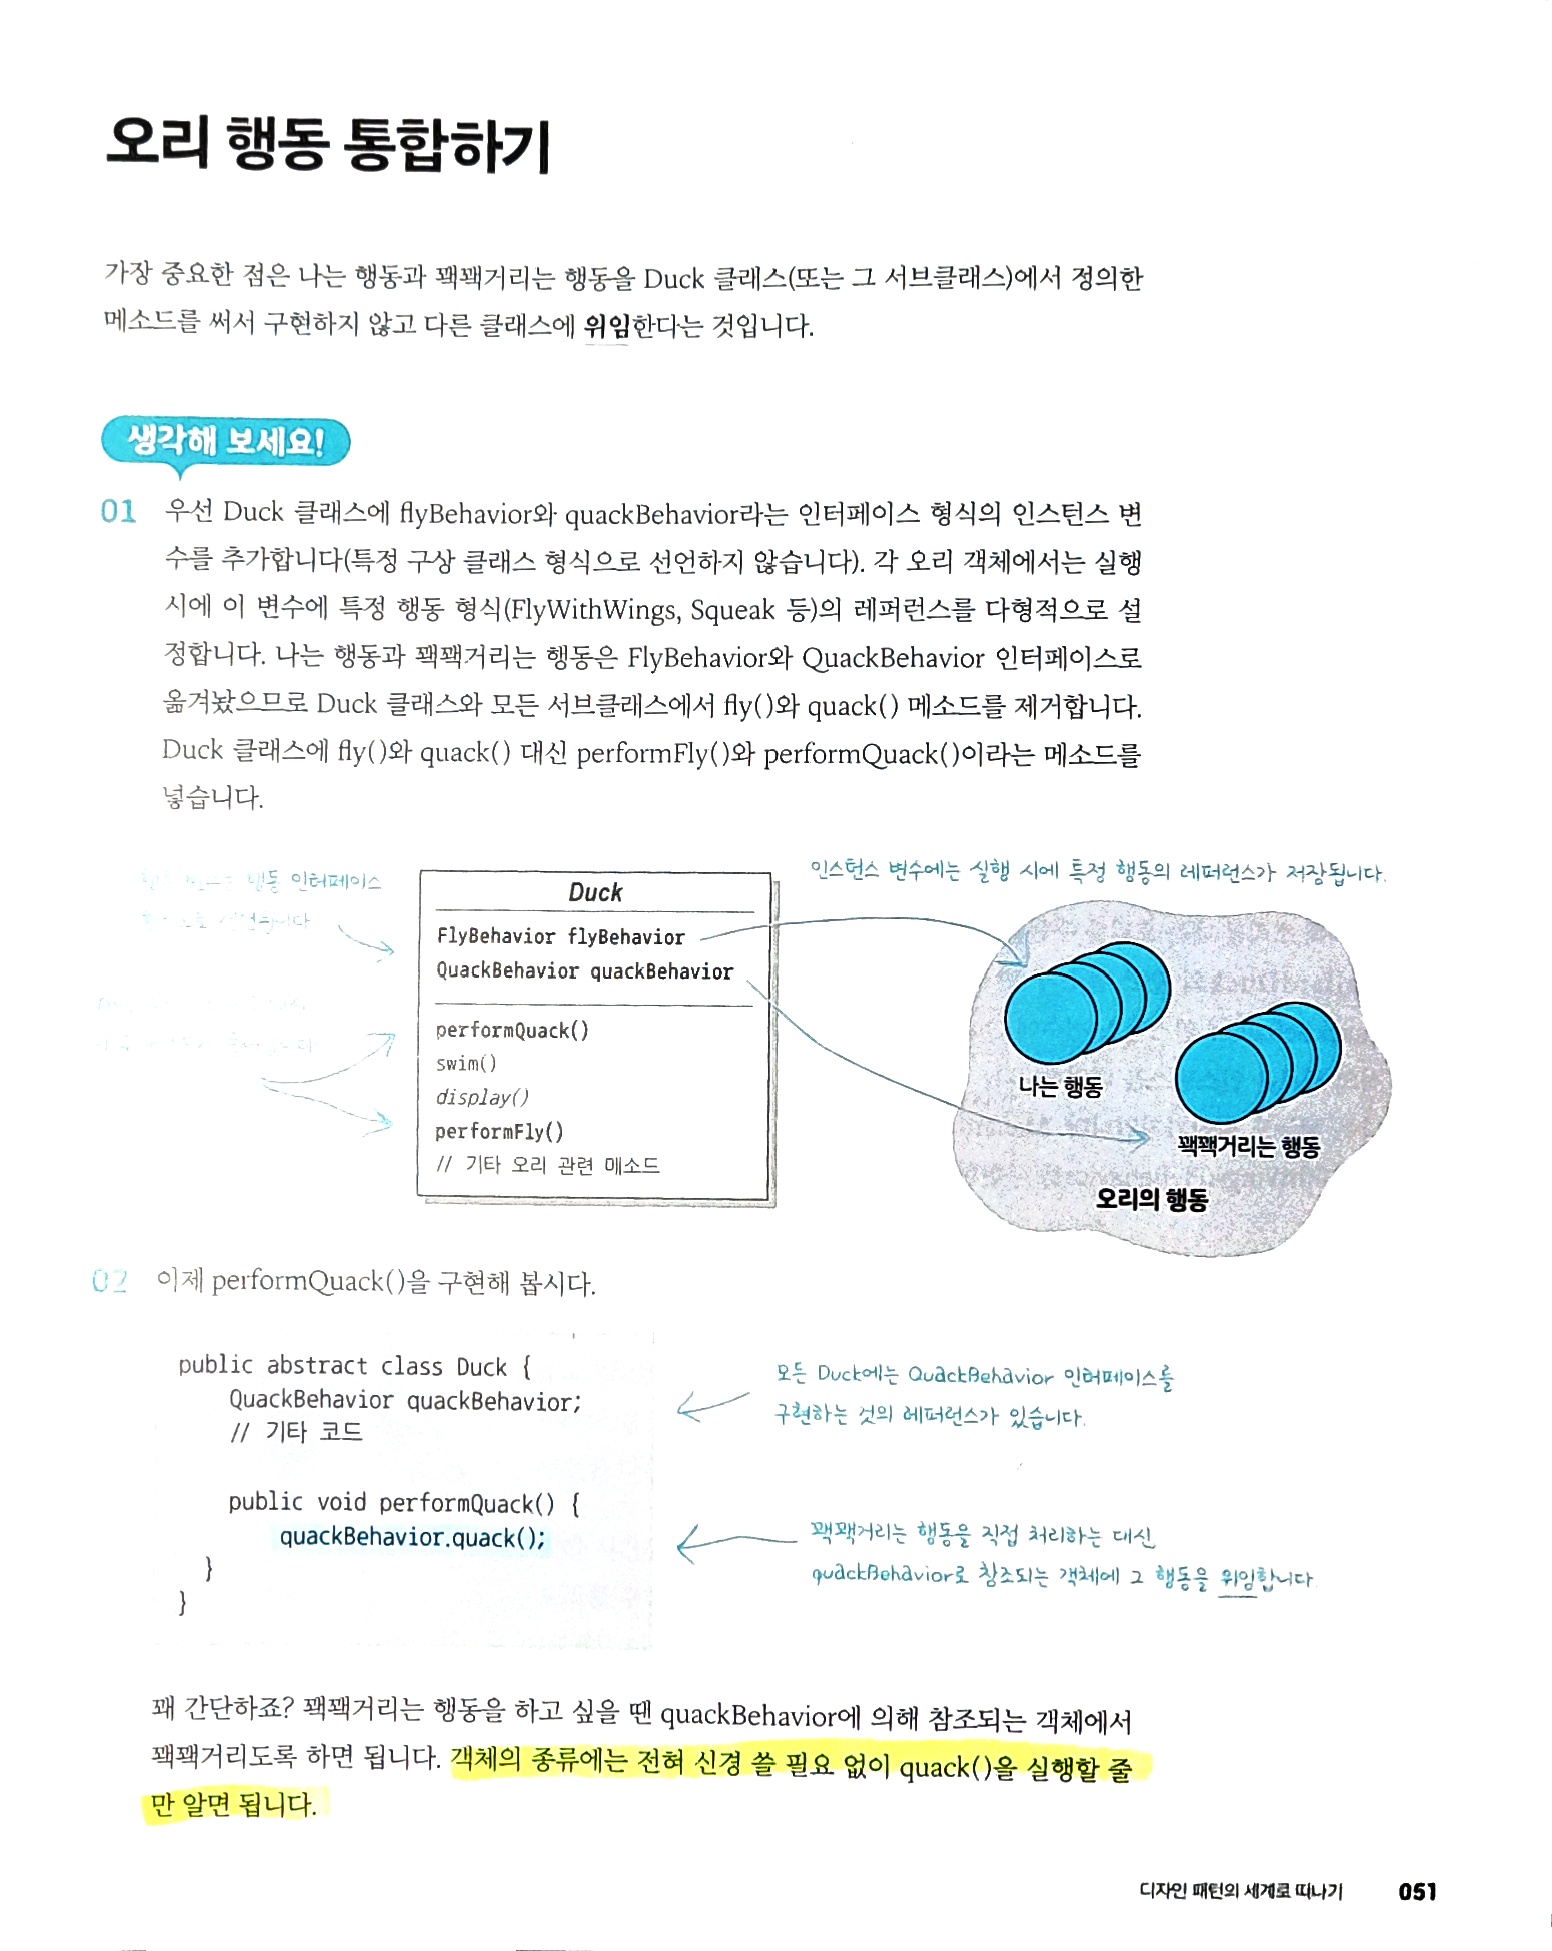 오리 행동 통합하기
가장 중요한 점은 나는 행동과 꽥꽥거리는 행동을 Duck 클래스(또는 그 서브클래스)에서 정의한
메소드를 써서 구현하지 않고 다른 클래스에 위임한다는 것입니다.
생각해 보세요!
01 우선 Duck 클래스에 flyBehavior와 quackBehavior라는 인터페이스 형식의 인스턴스 변
수를 추가합니다(특정 구상 클래스 형식으로 선언하지 않습니다). 각 오리 객체에서는 실행
시에 이 변수에 특정 행동 형식(FlyWithWings, Squeak 등)의 레퍼런스를 다형적으로 설
정합니다. 나는 행동과 꽥꽥거리는 행동은 FlyBehavior와 QuackBehavior 인터페이스로
옮겨놨으므로 Duck 클래스와 모든 서브클래스에서 fly()와 quack() 메소드를 제거합니다.
Duck 클래스에 fly()와 quack() 대신 performFly()와 performQuack()이라는 메소드를
넣습니다.
행동 인터페이스
선언합니다
Duck
FlyBehavior flyBehavior
QuackBehavior quackBehavior
performQuack()
swim()
display()
performFly()
// 기타 오리 관련 메소드
인스턴스 변수에는 실행 시에 특정 행동의 레퍼런스가 저장됩니다.
나는 행동
꽥꽥거리는 행동
오리의 행동
02 이제 performQuack()을 구현해 봅시다.
public abstract class Duck {
QuackBehavior quackBehavior;
// 기타 코드
public void performQuack() {
quackBehavior.quack();
}
}
모든 Duck에는 QuackBehavior 인터페이스를
구현하는 것의 레퍼런스가 있습니다.
꽥꽥거리는 행동을 직접 처리하는 대신
quackBehavior로 참조되는 객체에 그 행동을 위임합니다.
꽤 간단하죠? 꽥꽥거리는 행동을 하고 싶을 땐 quackBehavior에 의해 참조되는 객체에서
꽥꽥거리도록 하면 됩니다. 객체의 종류에는 전혀 신경 쓸 필요 없이 quack()을 실행할 줄
만 알면 됩니다.
디자인 패턴의 세계로 떠나기 051